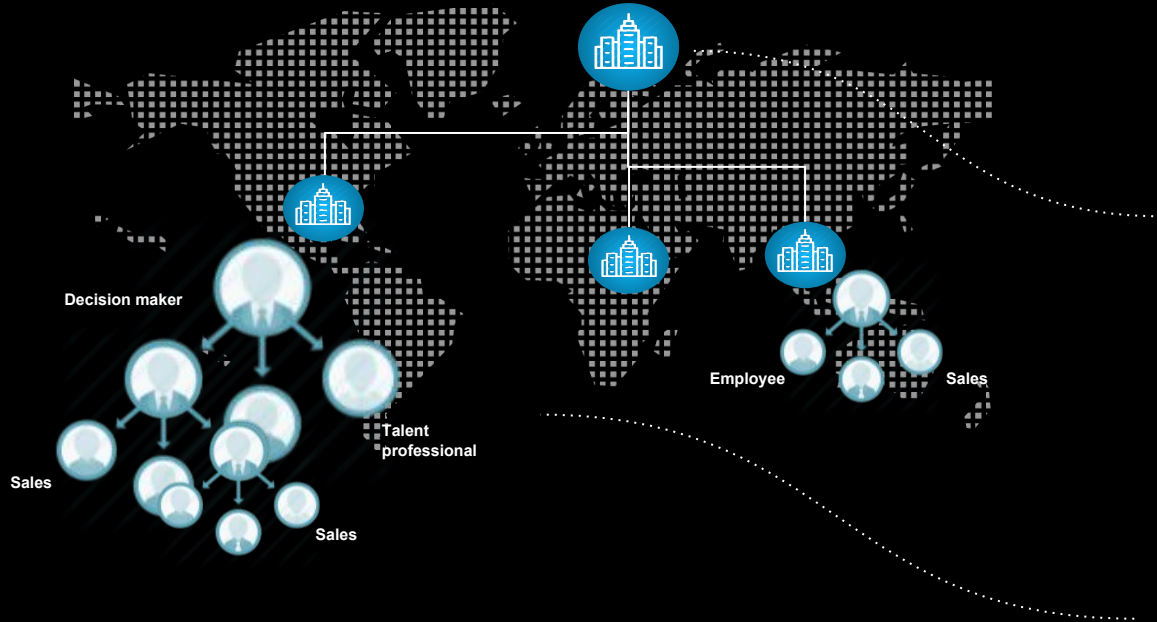 Decision maker
Employee
Sales
Talent
professional
Sales
Sales